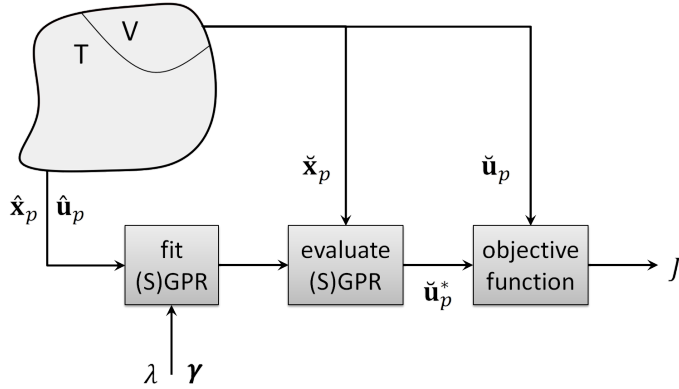 V
T
x̆ₚ
ŭₚ
x̂ₚ ûₚ
fit
(S)GPR
evaluate
(S)GPR
objective
function
J
ŭ*ₚ
λ γ